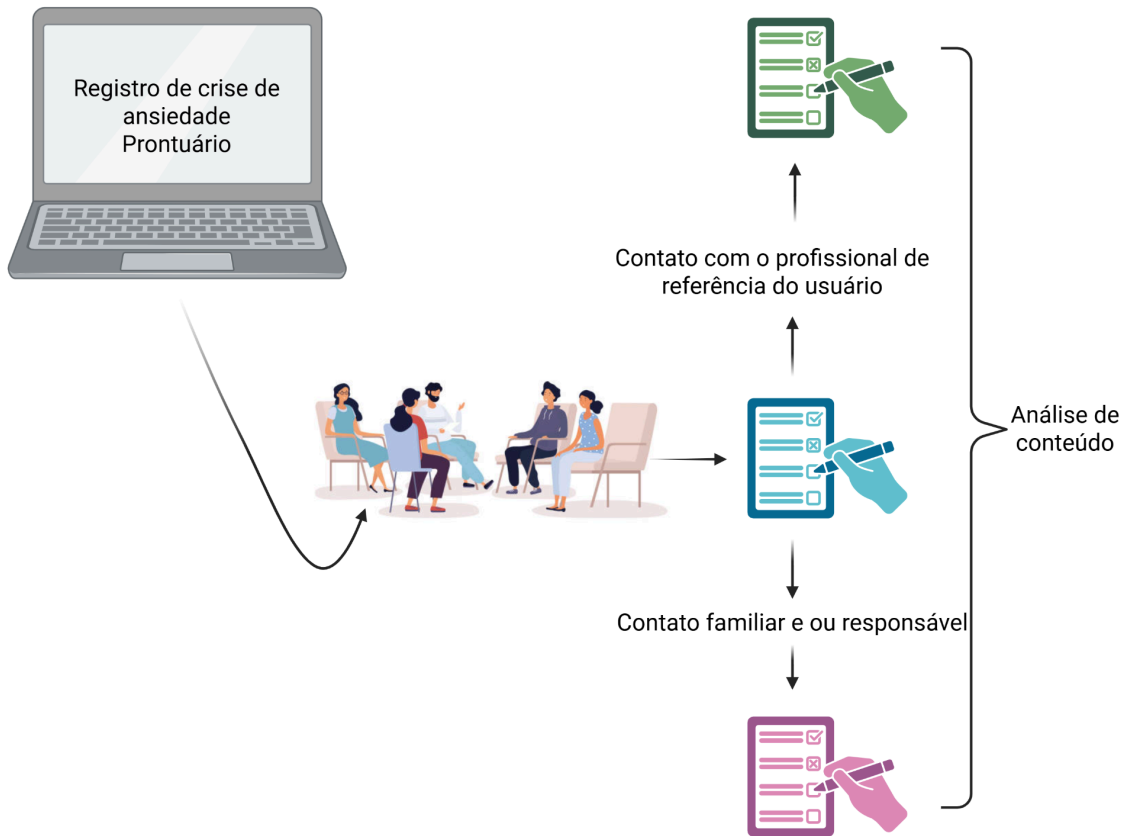 Registro de crise de
ansiedade
Prontuário
Contato com o profissional de
referência do usuário
Análise de
conteúdo
Contato familiar e ou responsável